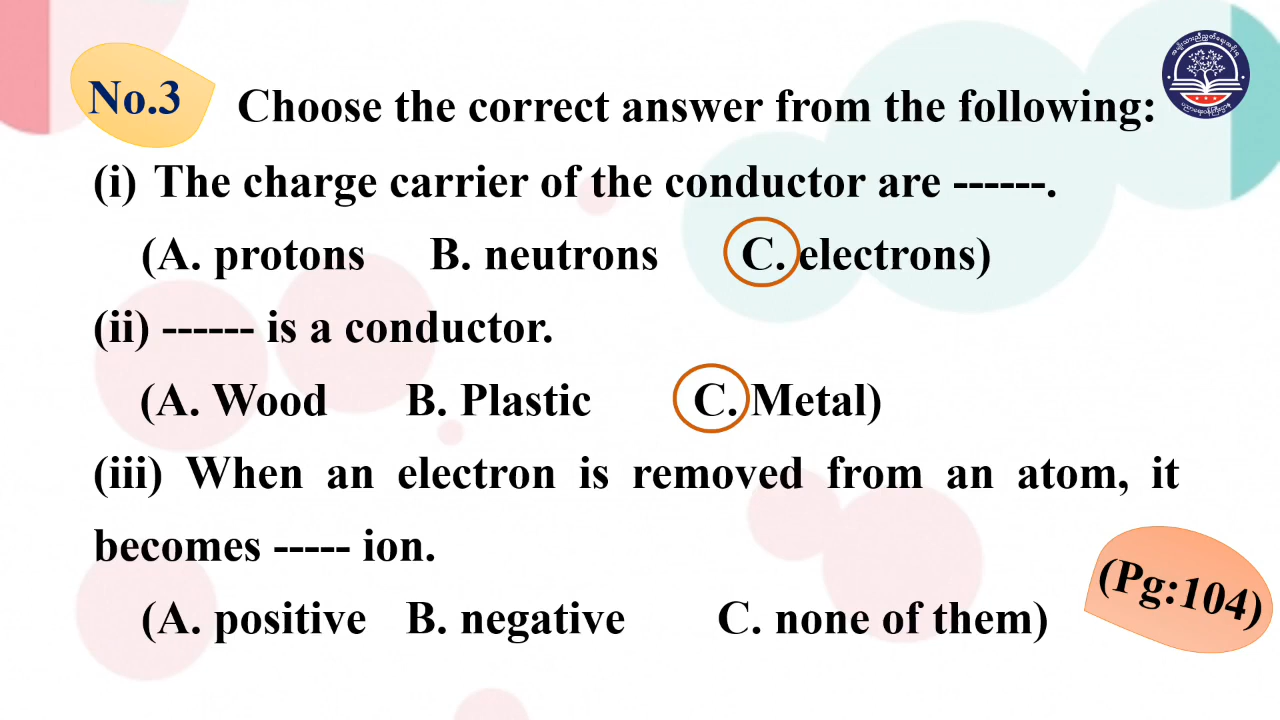 No.3
Choose the correct answer from the following:
(i) The charge carrier of the conductor are ------.
(A. protons B. neutrons C. electrons)
(ii) ------ is a conductor.
(A. Wood B. Plastic C. Metal)
(iii) When an electron is removed from an atom, it
becomes ----- ion.
(A. positive B. negative C. none of them)
(Pg:104)